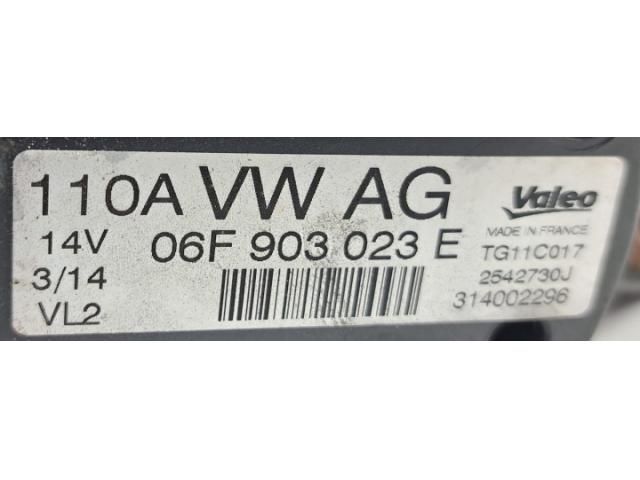 110A VW AG Valeo
MADE IN FRANCE
14V 06F 903 023 E TG11C017
3/14 2542730J
VL2 314002296